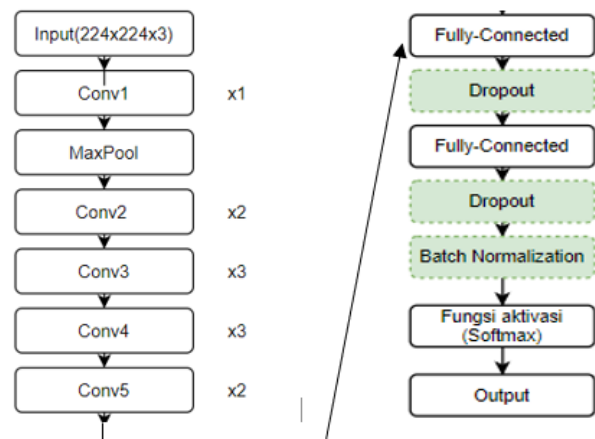 Input(224x224x3)
Conv1
x1
MaxPool
Conv2
x2
Conv3
x3
Conv4
x3
Conv5
x2
Fully-Connected
Dropout
Fully-Connected
Dropout
Batch Normalization
Fungsi aktivasi
(Softmax)
Output